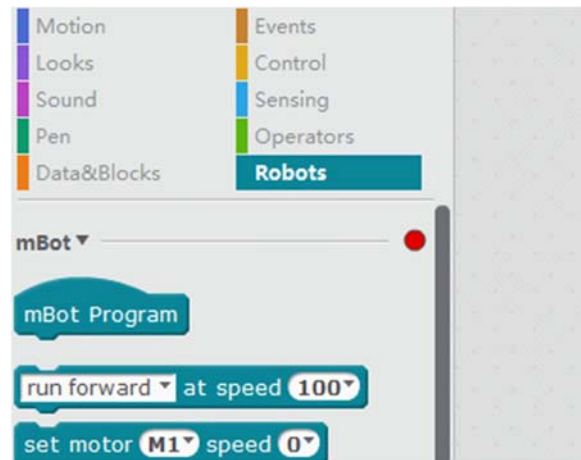 Motion Events
Looks Control
Sound Sensing
Pen Operators
Data&Blocks Robots
mBot
mBot Program
run forward at speed 100
set motor M1 speed 0